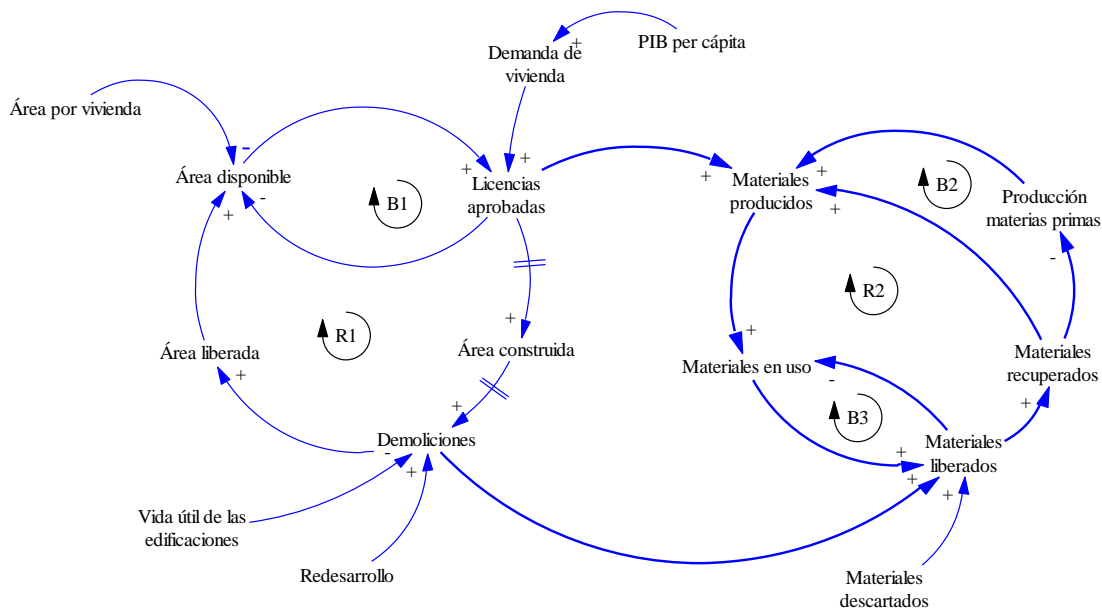 PIB per cápita
+
Demanda de
vivienda
Área por vivienda
-
Área disponible
+
-
+
+
Licencias
aprobadas
B1
+
Materiales
producidos
+
+
B2
Producción
materias primas
-
R1
R2
Área liberada
+
+
Área construida
+
Materiales en uso
-
Materiales
recuperados
+
B3
+
Demoliciones
-
+
Materiales
liberados
+
+
+
Vida útil de las
edificaciones
Redesarrollo
Materiales
descartados